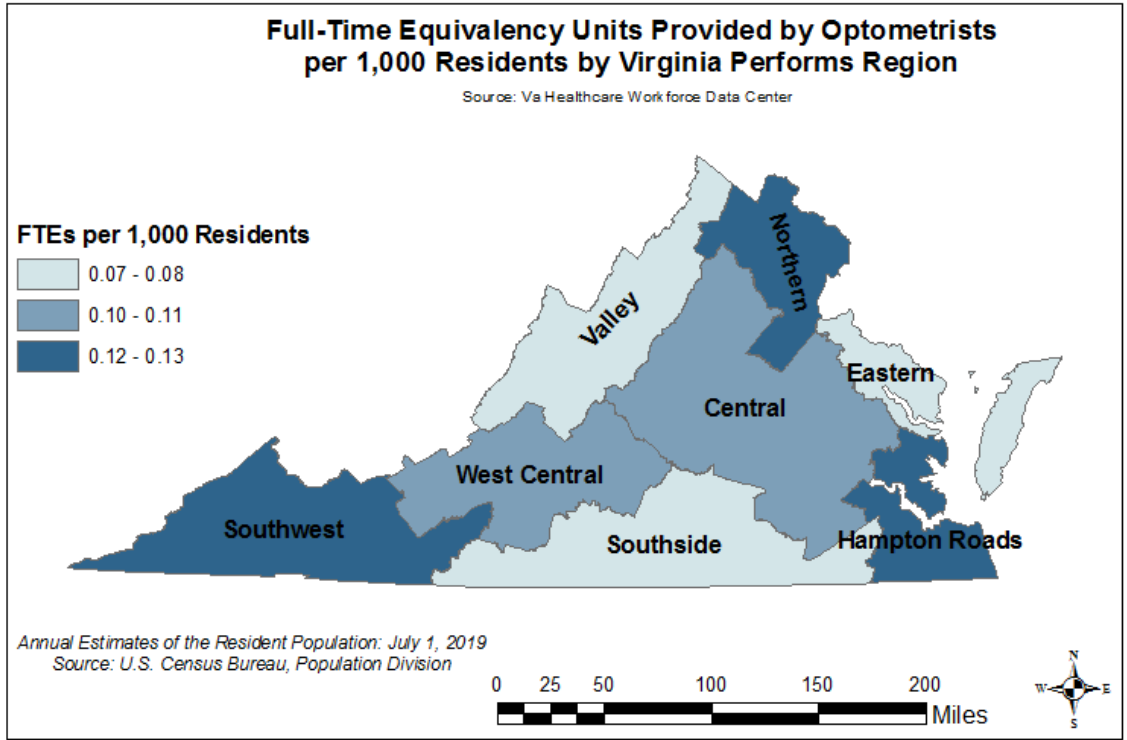 Full-Time Equivalency Units Provided by Optometrists
per 1,000 Residents by Virginia Performs Region
Source: Va Healthcare Workforce Data Center
FTEs per 1,000 Residents
0.07 - 0.08
0.10 - 0.11
0.12 - 0.13
Northern
Valley
Eastern
Central
West Central
Southwest
Southside
Hampton Roads
Annual Estimates of the Resident Population: July 1, 2019
Source: U.S. Census Bureau, Population Division
0 25 50 100 150 200
Miles
N
W E
S